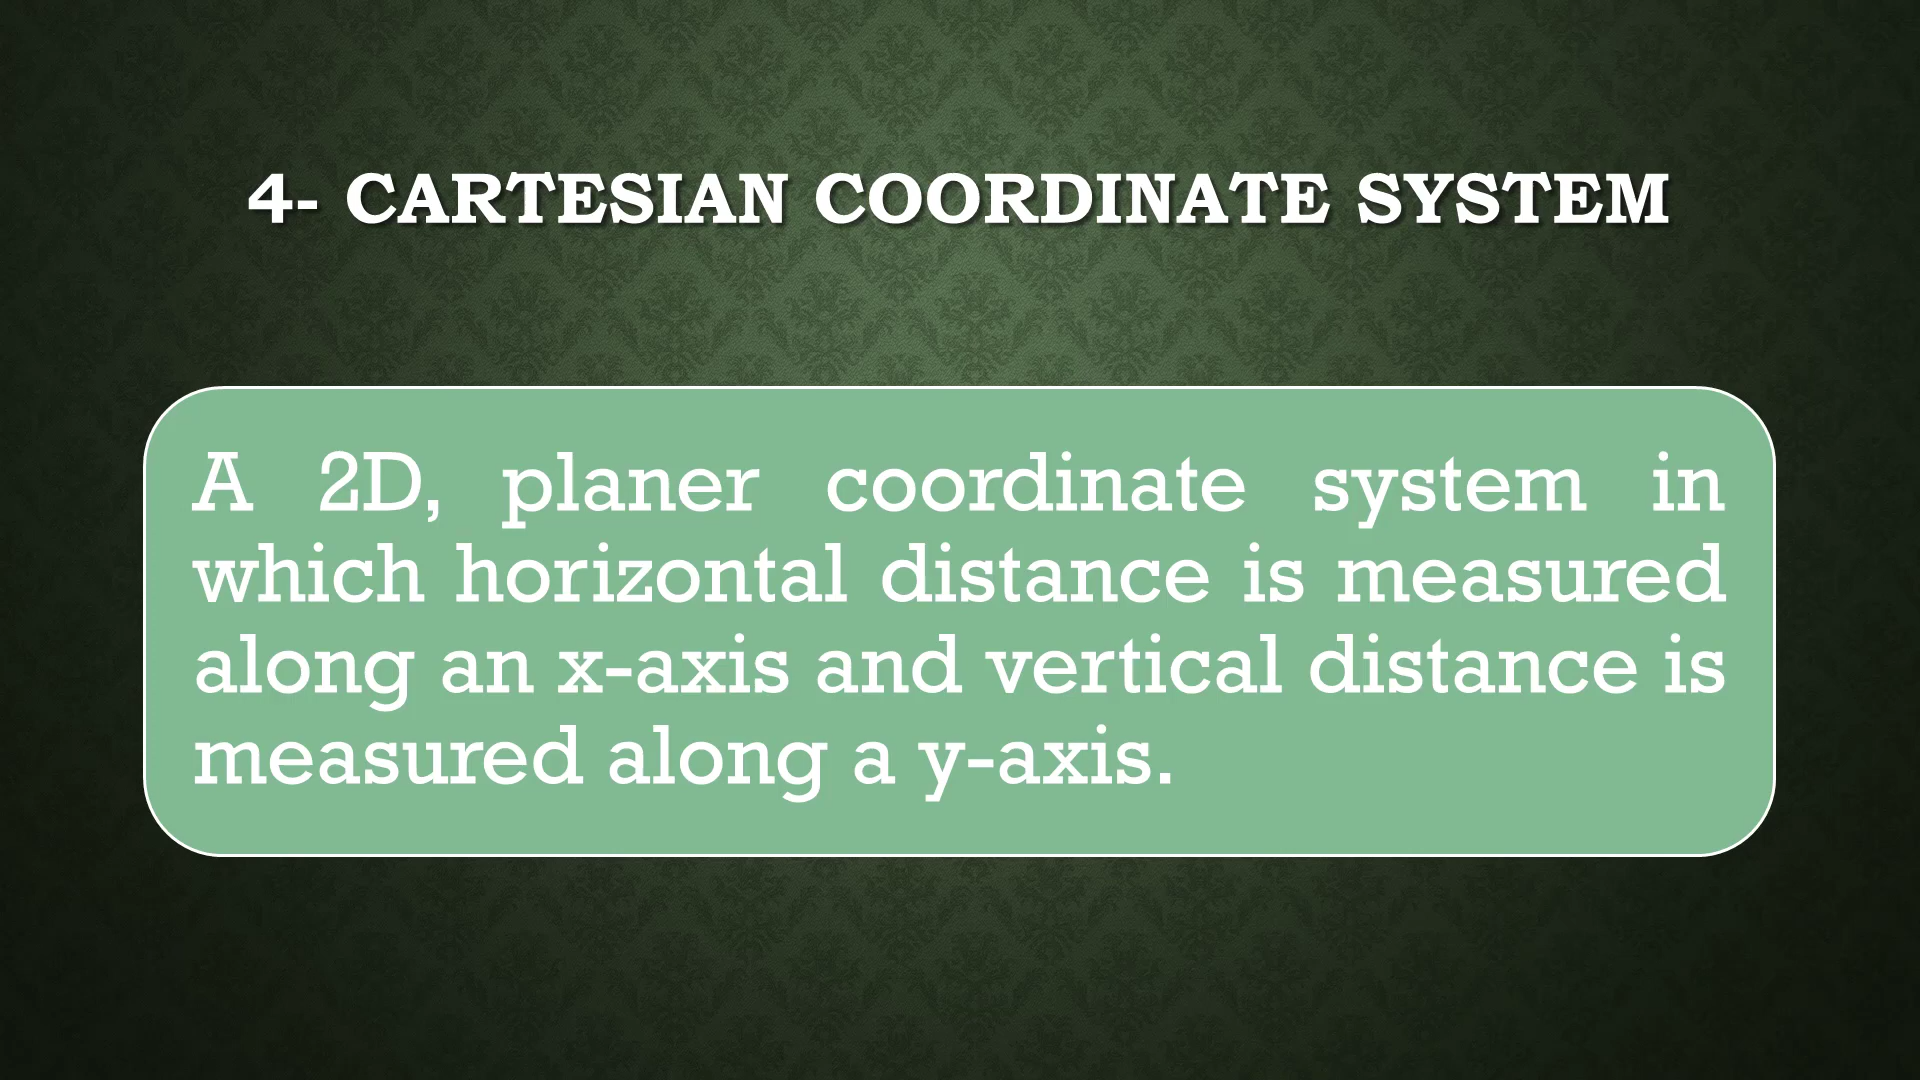 4- CARTESIAN COORDINATE SYSTEM
A 2D, planer coordinate system in
which horizontal distance is measured
along an x-axis and vertical distance is
measured along a y-axis.